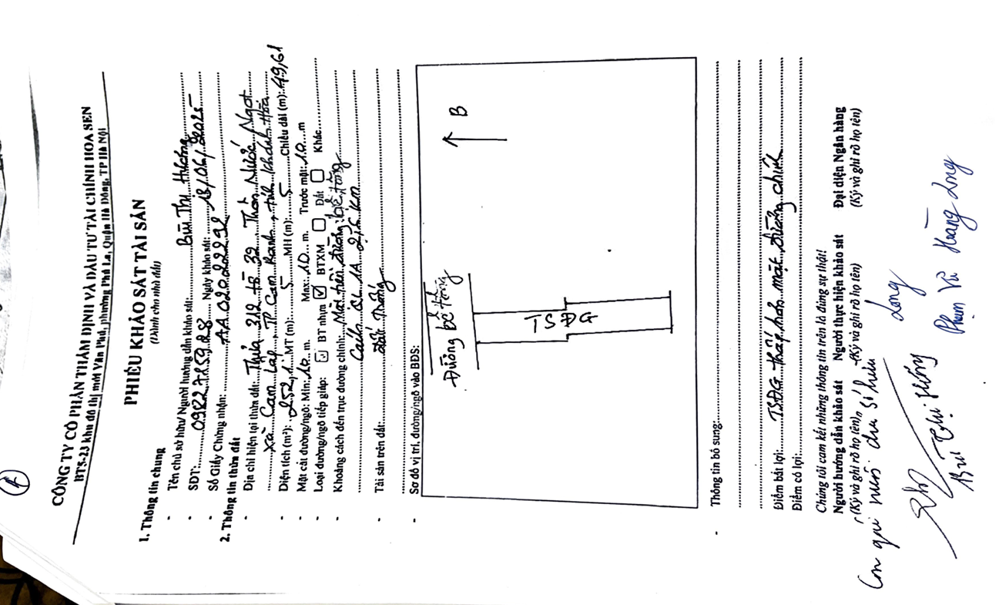 1
CÔNG TY CỔ PHẦN THẨM ĐỊNH VÀ ĐẦU TƯ TÀI CHÍNH HOA SEN
BT5-23 khu đô thị mới Văn Phú, phường Phú La, Quận Hà Đông, TP Hà Nội
PHIẾU KHẢO SÁT TÀI SẢN
(Dành cho nhà đất)
1. Thông tin chung
- Tên chủ sở hữu/ Người hướng dẫn khảo sát: Bùi Thị Hướng
- SĐT: 0982715928 Ngày khảo sát: 18/06/2025
- Số Giấy Chứng nhận: AA 02022292
2. Thông tin thửa đất
- Địa chỉ hiện tại thửa đất: Thửa 312 tờ 39, Thôn Nước Ngọt
xã Cam Lập, TP Cam Ranh, tỉnh Khánh Hoà
- Diện tích (m²): 252,1 MT (m): 5 MH (m): 5 Chiều dài (m): 49,61
- Mặt cắt đường/ngõ: Min: 10 m. Max: 10 m. Trước mặt: 10 m
- Loại đường/ngõ tiếp giáp: BT nhựa BTXM Đất Khác
- Khoảng cách đến trục đường chính: Mặt tiền đường bê tông
Cách QL 1A 2,5 km
- Tài sản trên đất: đất trống
- Sơ đồ vị trí, đường/ngõ vào BĐS:
Đường bê tông
TSĐG
B
- Thông tin bổ sung:
Điểm bất lợi: TSĐG thấp hơn mặt đường chính
Điểm có lợi:
Chúng tôi cam kết những thông tin trên là đúng sự thật!
Người hướng dẫn khảo sát Người thực hiện khảo sát Đại diện Ngân hàng
(Ký và ghi rõ họ tên) (Ký và ghi rõ họ tên) (Ký và ghi rõ họ tên)
Con gái nuôi chủ sở hữu
Long
Bùi Thị Hướng
Phạm Vũ Hoàng Long